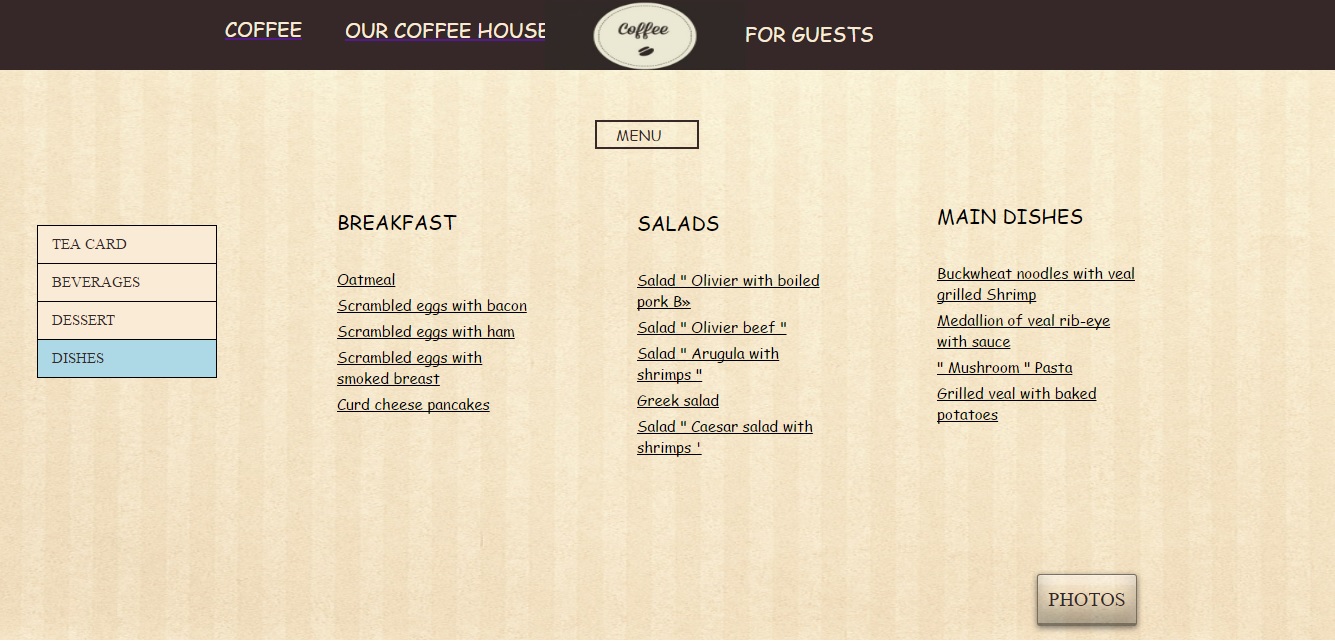 COFFEE
OUR COFFEE HOUSE
Coffee
FOR GUESTS
MENU
TEA CARD
BEVERAGES
DESSERT
DISHES
BREAKFAST
Oatmeal
Scrambled eggs with bacon
Scrambled eggs with ham
Scrambled eggs with
smoked breast
Curd cheese pancakes
SALADS
Salad " Olivier with boiled
pork B»
Salad " Olivier beef "
Salad " Arugula with
shrimps "
Greek salad
Salad " Caesar salad with
shrimps '
MAIN DISHES
Buckwheat noodles with veal
grilled Shrimp
Medallion of veal rib-eye
with sauce
" Mushroom " Pasta
Grilled veal with baked
potatoes
PHOTOS